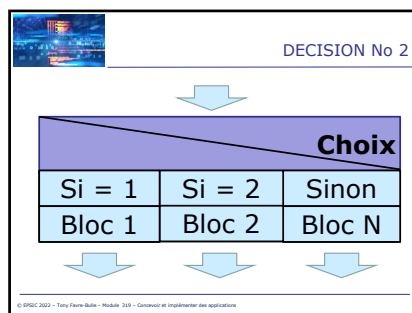 DECISION No 2
Choix
Si = 1 Si = 2 Sinon
Bloc 1 Bloc 2 Bloc N
© EPSIC 2022 – Tony Favre-Bulle – Module 319 – Concevoir et implémenter des applications